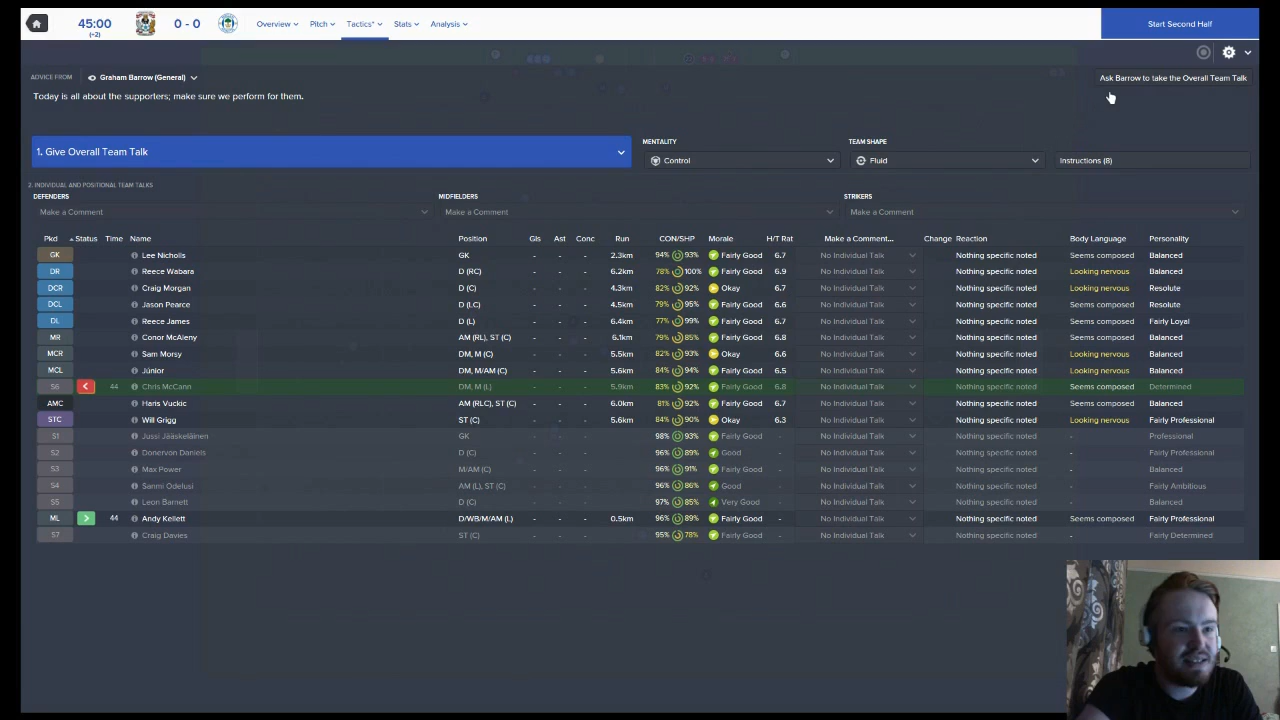 45:00 0 - 0 Overview Pitch Tactics* Stats Analysis Start Second Half
(+2)
ADVICE FROM Graham Barrow (General) Ask Barrow to take the Overall Team Talk
Today is all about the supporters; make sure we perform for them.
MENTALITY TEAM SHAPE
1. Give Overall Team Talk Control Fluid Instructions (8)
2. INDIVIDUAL AND POSITIONAL TEAM TALKS
DEFENDERS MIDFIELDERS STRIKERS
Make a Comment Make a Comment Make a Comment
Pkd Status Time Name Position Gls Ast Conc Run CON/SHP Morale H/T Rat Make a Comment... Change Reaction Body Language Personality
GK Lee Nicholls GK - - - 2.3km 94% 93% Fairly Good 6.7 No Individual Talk Nothing specific noted Seems composed Balanced
DR Reece Wabara D (RC) - - - 6.2km 78% 100% Fairly Good 6.9 No Individual Talk Nothing specific noted Looking nervous Balanced
DCR Craig Morgan D (C) - - - 4.3km 82% 92% Okay 6.7 No Individual Talk Nothing specific noted Looking nervous Resolute
DCL Jason Pearce D (LC) - - - 4.5km 79% 95% Fairly Good 6.6 No Individual Talk Nothing specific noted Seems composed Resolute
DL Reece James D (L) - - - 6.4km 77% 99% Fairly Good 6.7 No Individual Talk Nothing specific noted Seems composed Fairly Loyal
MR Conor McAleny AM (RL), ST (C) - - - 6.1km 79% 85% Fairly Good 6.8 No Individual Talk Nothing specific noted Seems composed Balanced
MCR Sam Morsy DM, M (C) - - - 5.5km 82% 93% Okay 6.6 No Individual Talk Nothing specific noted Looking nervous Balanced
MCL Júnior DM, M/AM (C) - - - 5.6km 84% 94% Fairly Good 6.5 No Individual Talk Nothing specific noted Looking nervous Balanced
S6 44 Chris McCann DM, M (L) - - - 5.9km 83% 92% Fairly Good 6.8 No Individual Talk Nothing specific noted Seems composed Determined
AMC Haris Vuckic AM (RLC), ST (C) - - - 6.0km 81% 92% Fairly Good 6.7 No Individual Talk Nothing specific noted Seems composed Balanced
STC Will Grigg ST (C) - - - 5.6km 84% 90% Okay 6.3 No Individual Talk Nothing specific noted Looking nervous Fairly Professional
S1 Jussi Jääskeläinen GK 98% 93% Fairly Good - No Individual Talk Nothing specific noted - Professional
S2 Donervon Daniels D (C) 96% 89% Good - No Individual Talk Nothing specific noted - Fairly Professional
S3 Max Power M/AM (C) 96% 91% Fairly Good - No Individual Talk Nothing specific noted - Balanced
S4 Sanmi Odelusi AM (L), ST (C) 96% 86% Good - No Individual Talk Nothing specific noted - Fairly Ambitious
S5 Leon Barnett D (C) 97% 85% Very Good - No Individual Talk Nothing specific noted - Balanced
ML 44 Andy Kellett D/WB/M/AM (L) - - - 0.5km 96% 89% Fairly Good - No Individual Talk Nothing specific noted Seems composed Fairly Professional
S7 Craig Davies ST (C) 95% 78% Fairly Good - No Individual Talk Nothing specific noted - Fairly Determined